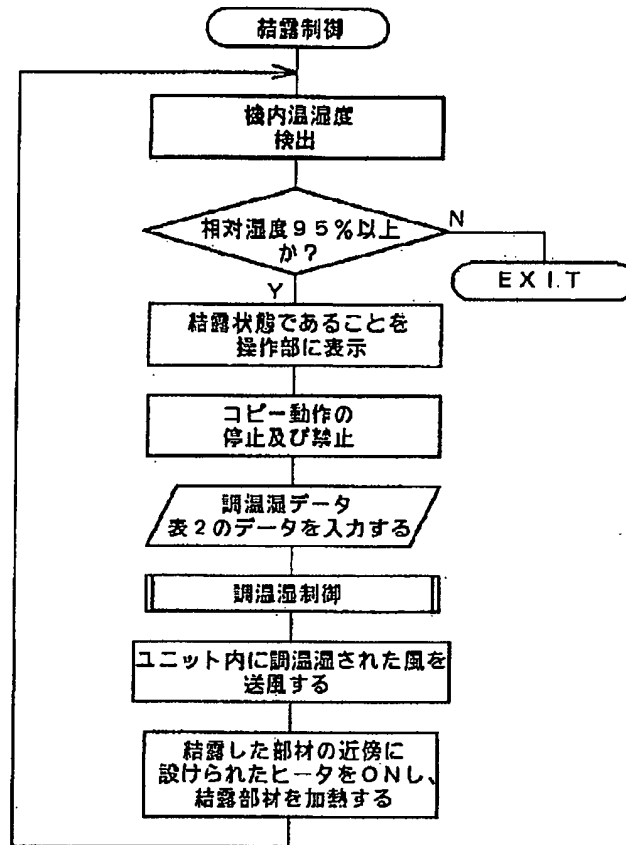 結露制御
機内温湿度
検出
相対湿度95%以上
か?
N
EXIT
Y
結露状態であることを
操作部に表示
コピー動作の
停止及び禁止
調温湿データ
表2のデータを入力する
調温湿制御
ユニット内に調温湿された風を
送風する
結露した部材の近傍に
設けられたヒータをONし、
結露部材を加熱する